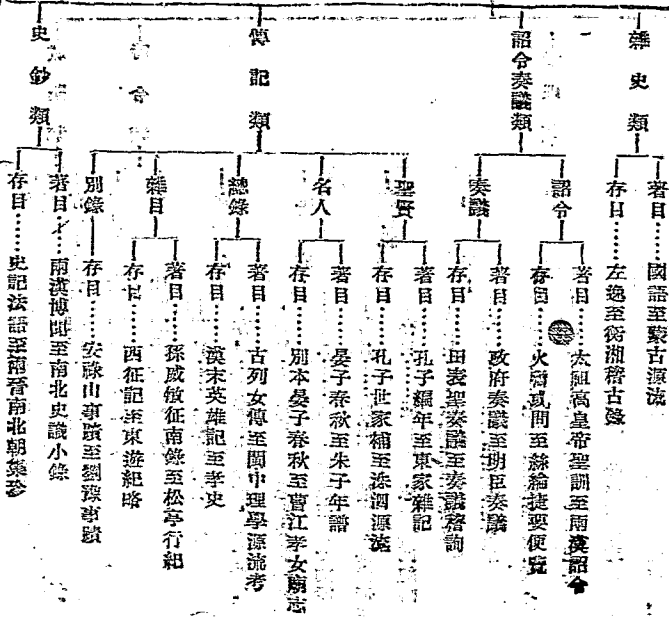 雜史類
著目……國語至蒙古源流
存目……左逸至衡湘稽古錄
詔令奏議類
詔令
著目……太祖高皇帝聖訓至兩漢詔令
存目……火警或問至絲綸捷要便覽
奏議
著目……政府奏議至明臣奏議
存目……田表聖奏議至奏議稽詢
傳記類
聖賢
著目……孔子編年至東家雜記
存目……孔子世家補至洙泗源流
名人
著目……晏子春秋至朱子年譜
存目……別本晏子春秋至曹江孝女廟志
總錄
著目……古列女傳至閩中理學源流考
存目……漢末英雄記至孝史
雜目
著目……孫威敏征南錄至松亭行紀
存目……西征記至東遊紀略
別錄
存目……安祿山事蹟至劉豫事蹟
史鈔類
著目……兩漢博聞至南北史識小錄
存目……史記法語至兩晉南北朝集珍